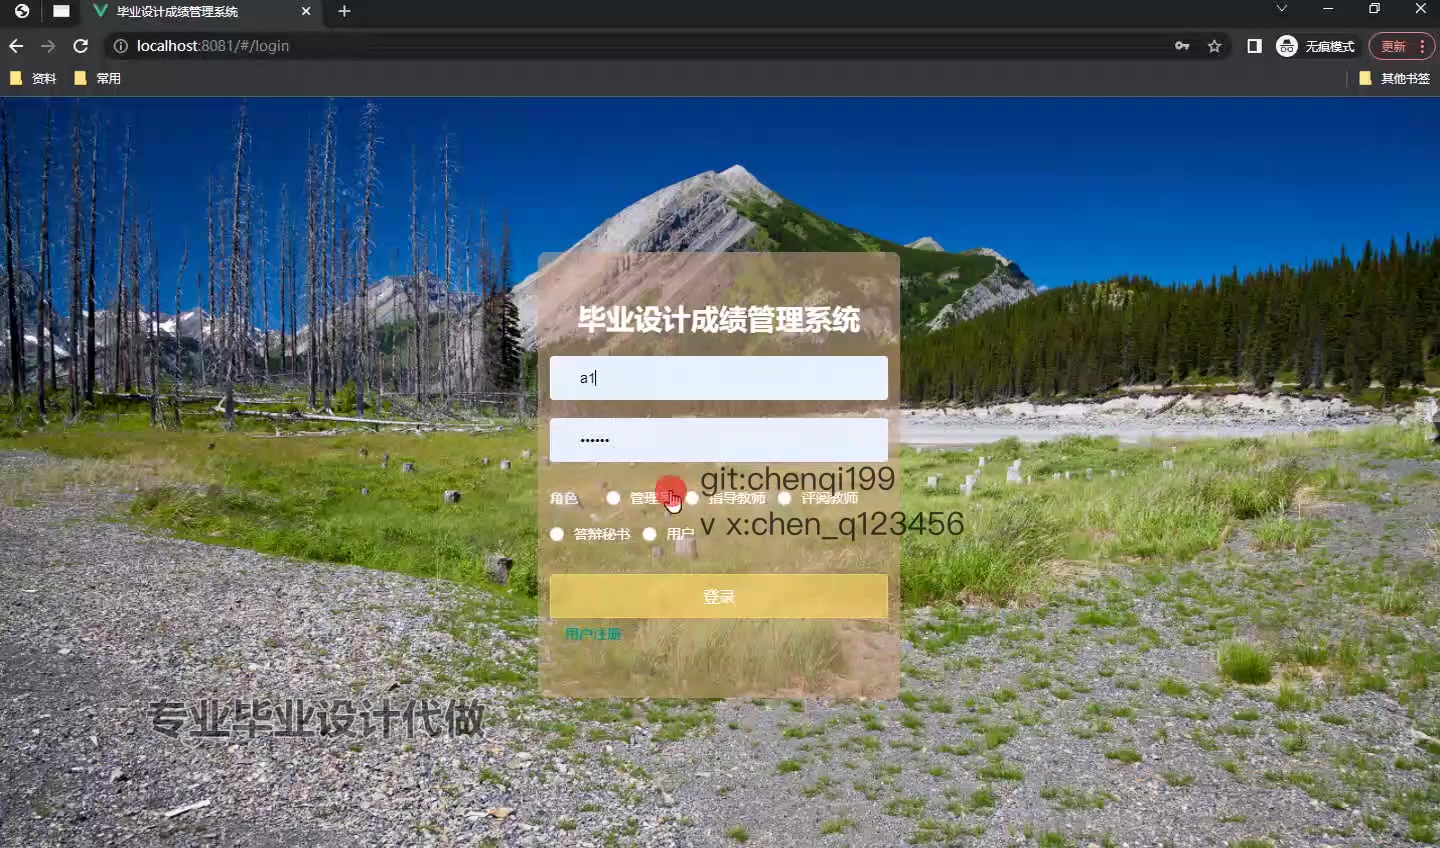 毕业设计成绩管理系统
localhost:8081/#/login
无痕模式
更新
资料
常用
其他书签
毕业设计成绩管理系统
a1
••••••
git:chenqi199
角色 管理 指导教师 评阅教师
v x:chen_q123456
答辩秘书 用户
登录
用户注册
专业毕业设计代做